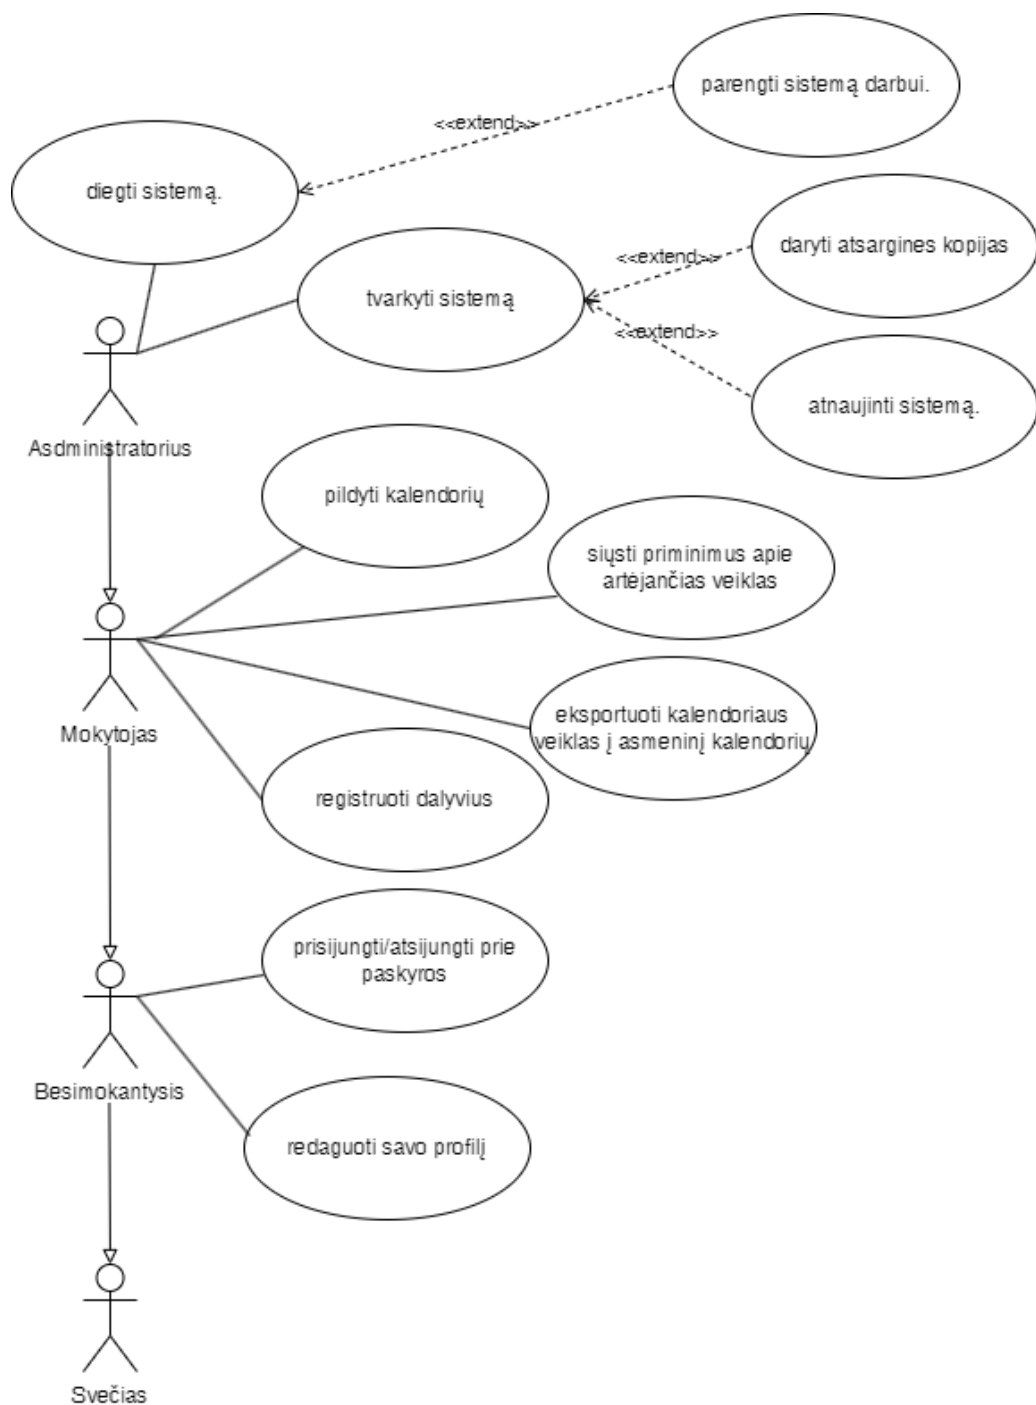 parengti sistemą darbui.
<<extend>>
diegti sistemą.
daryti atsargines kopijas
<<extend>>
tvarkyti sistemą
<<extend>>
atnaujinti sistemą.
Asdministratorius
pildyti kalendorių
siųsti priminimus apie
artėjančias veiklas
eksportuoti kalendoriaus
veiklas į asmeninį kalendorių
Mokytojas
registruoti dalyvius
prisijungti/atsijungti prie
paskyros
Besimokantysis
redaguoti savo profilį
Svečias